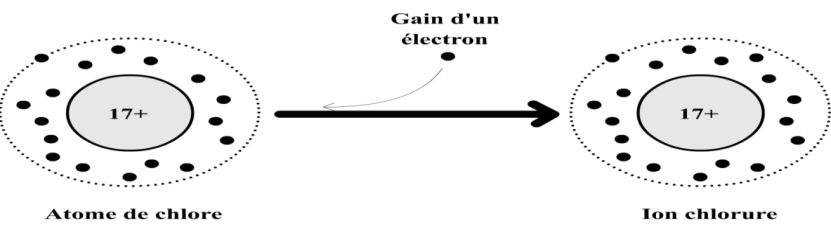 Gain d'un
électron
17+
17+
Atome de chlore
Ion chlorure